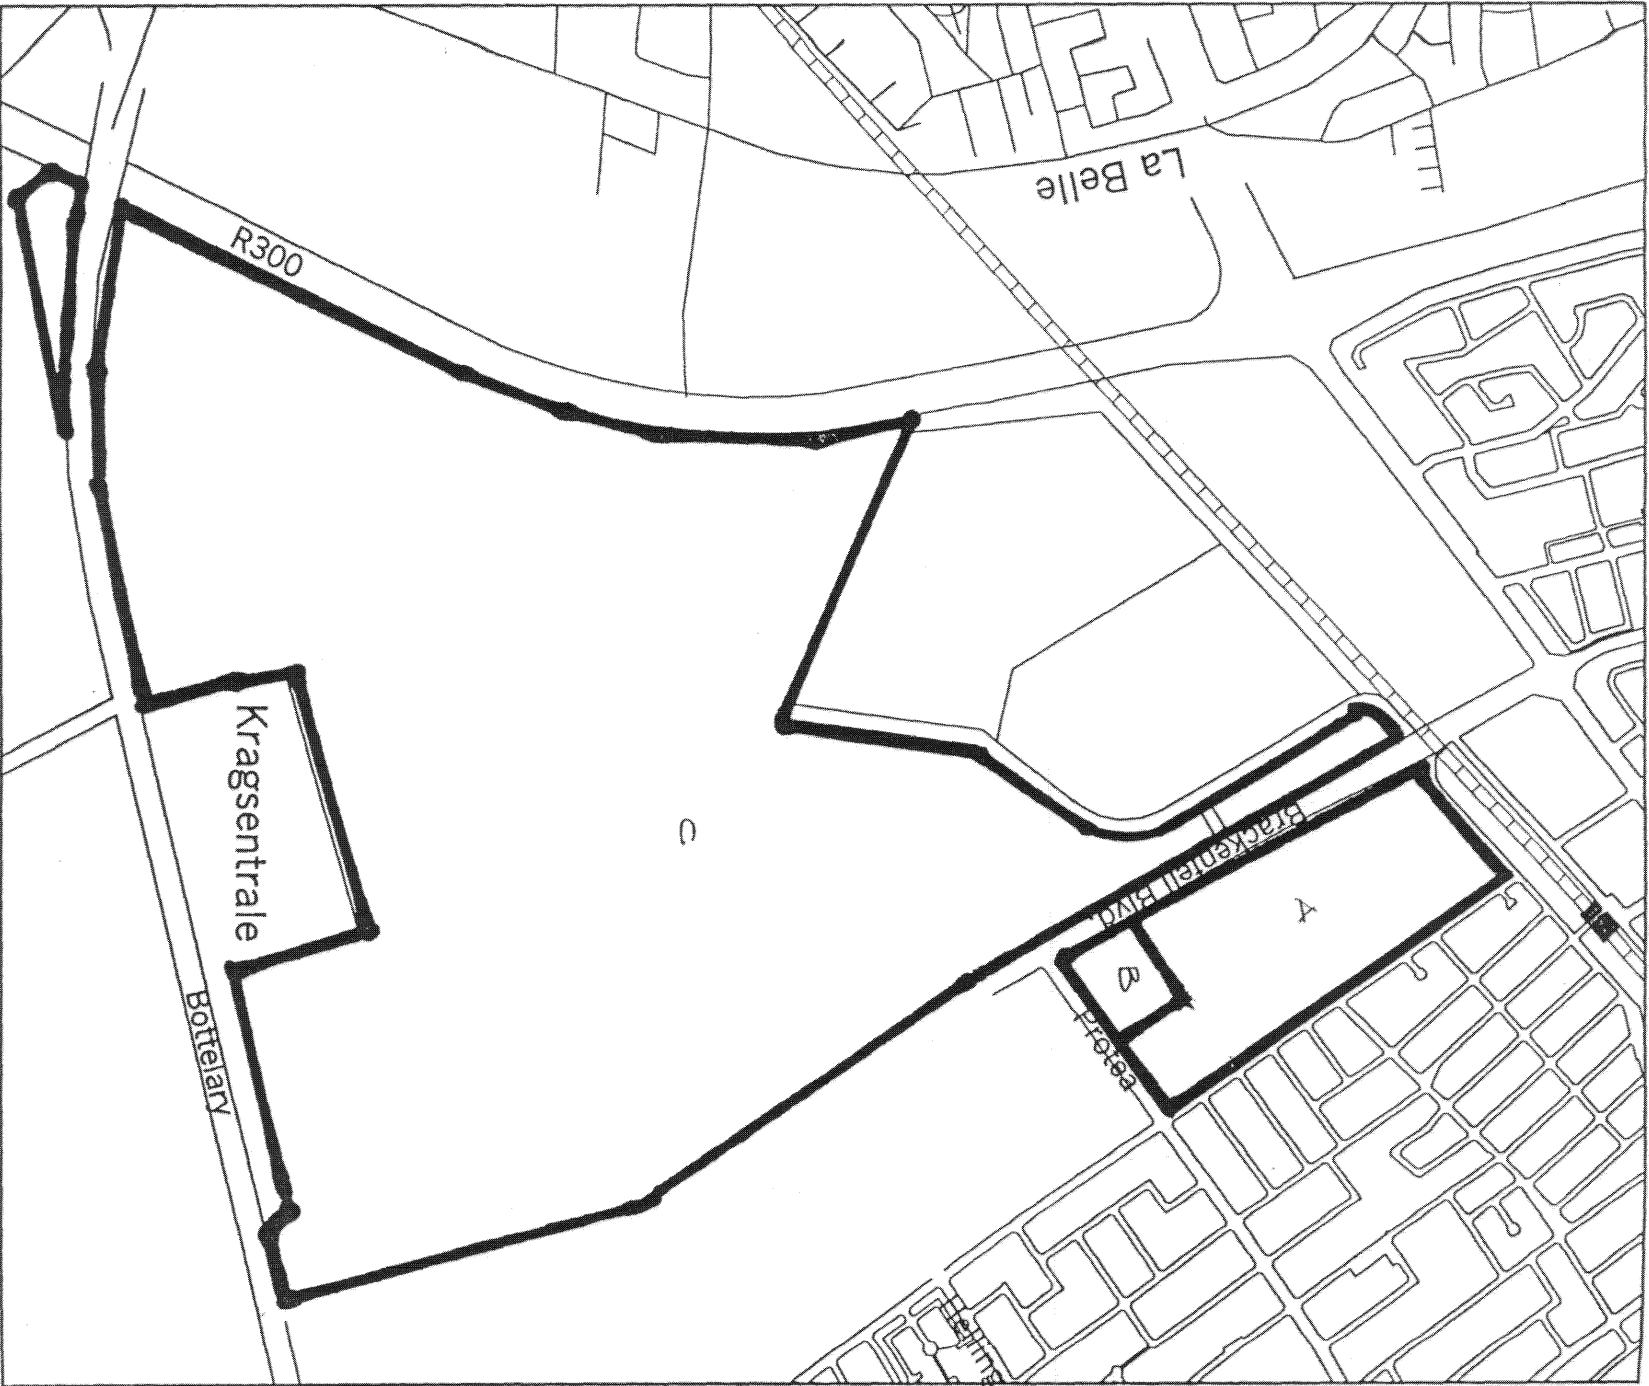 La Belle
R300
Kragsentrale
C
Brackenfell Blvd.
A
B
Protea
Bottelary